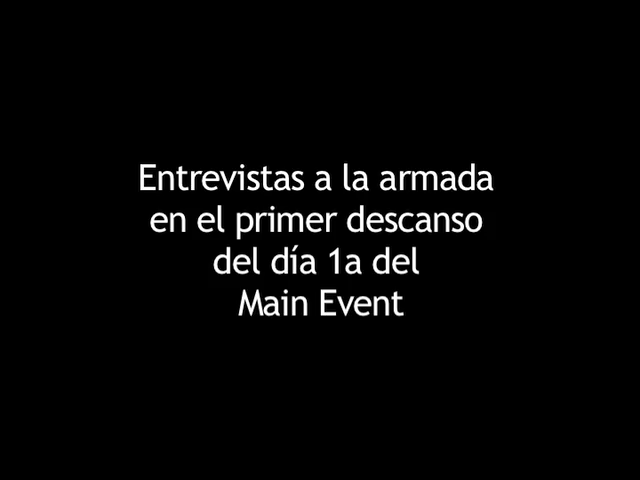 Entrevistas a la armada
en el primer descanso
del día 1a del
Main Event